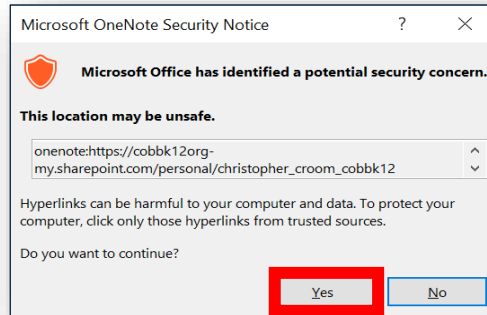 Microsoft OneNote Security Notice ?
Microsoft Office has identified a potential security concern.
This location may be unsafe.
onenote:https://cobbk12org-
my.sharepoint.com/personal/christopher_croom_cobbk12
Hyperlinks can be harmful to your computer and data. To protect your
computer, click only those hyperlinks from trusted sources.
Do you want to continue?
Yes No